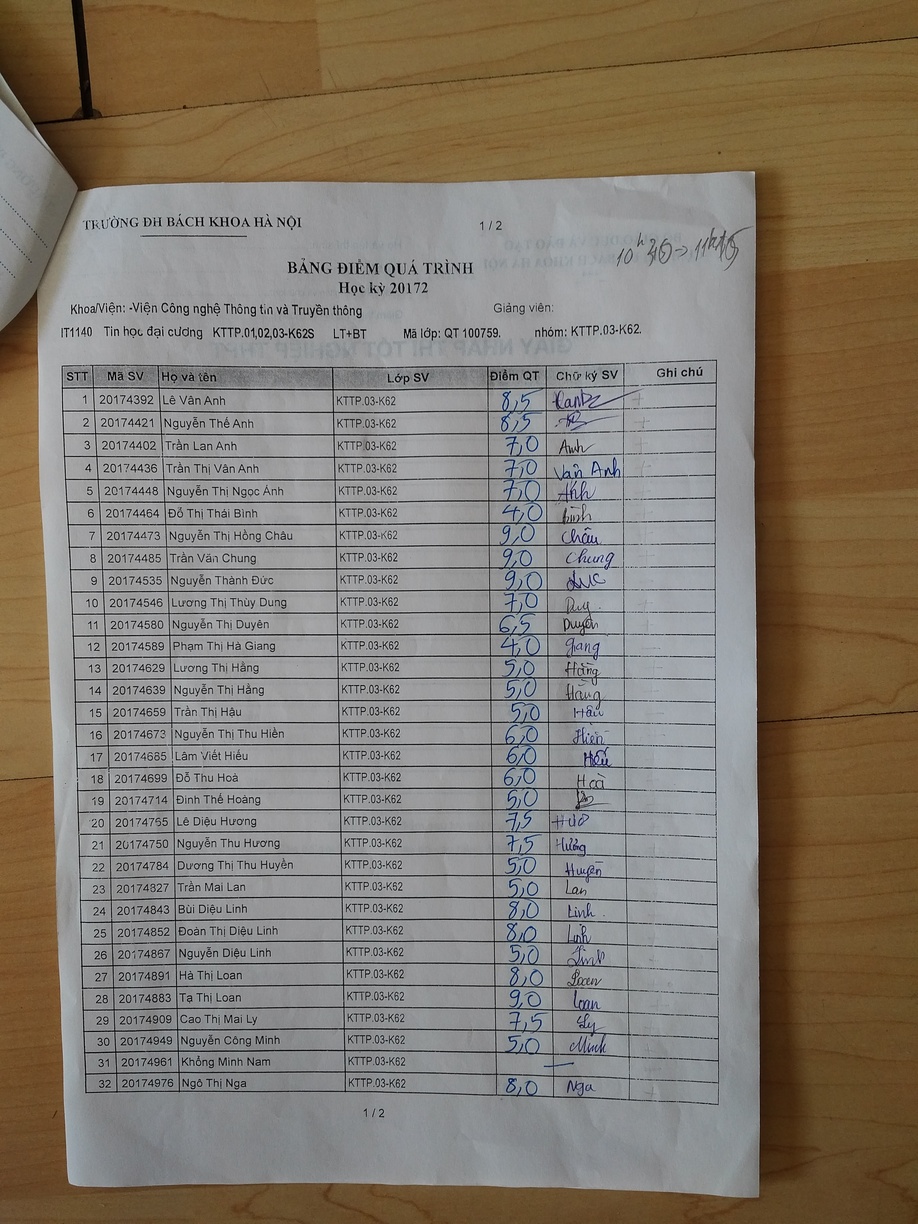 TRƯỜNG ĐH BÁCH KHOA HÀ NỘI 1 / 2
BẢNG ĐIỂM QUÁ TRÌNH
Học kỳ 20172
Khoa/Viện: -Viện Công nghệ Thông tin và Truyền thông Giảng viên:
IT1140 Tin học đại cương KTTP.01,02,03-K62S LT+BT Mã lớp: QT 100759. nhóm: KTTP.03-K62.
STT Mã SV Họ và tên Lớp SV Điểm QT Chữ ký SV Ghi chú
1 20174392 Lê Vân Anh KTTP.03-K62 8,5
2 20174421 Nguyễn Thế Anh KTTP.03-K62 8,5
3 20174402 Trần Lan Anh KTTP.03-K62 7,0 Anh
4 20174436 Trần Thị Vân Anh KTTP.03-K62 7,0 Vân Anh
5 20174448 Nguyễn Thị Ngọc Ánh KTTP.03-K62 7,0 Ánh
6 20174464 Đỗ Thị Thái Bình KTTP.03-K62 4,0 Bình
7 20174473 Nguyễn Thị Hồng Châu KTTP.03-K62 9,0 Châu
8 20174485 Trần Văn Chung KTTP.03-K62 9,0 Chung
9 20174535 Nguyễn Thành Đức KTTP.03-K62 9,0 Đức
10 20174546 Lương Thị Thùy Dung KTTP.03-K62 7,0
11 20174580 Nguyễn Thị Duyên KTTP.03-K62 6,5 Duyên
12 20174589 Phạm Thị Hà Giang KTTP.03-K62 4,0 Giang
13 20174629 Lương Thị Hằng KTTP.03-K62 5,0 Hằng
14 20174639 Nguyễn Thị Hằng KTTP.03-K62 5,0 Hằng
15 20174659 Trần Thị Hậu KTTP.03-K62 5,0 Hậu
16 20174673 Nguyễn Thị Thu Hiền KTTP.03-K62 6,0 Hiền
17 20174685 Lâm Viết Hiếu KTTP.03-K62 6,0 Hiếu
18 20174699 Đỗ Thu Hoà KTTP.03-K62 6,0 Hoà
19 20174714 Đinh Thế Hoàng KTTP.03-K62 5,0
20 20174755 Lê Diệu Hương KTTP.03-K62 7,5
21 20174750 Nguyễn Thu Hương KTTP.03-K62 7,5 Hương
22 20174784 Dương Thị Thu Huyền KTTP.03-K62 5,0 Huyền
23 20174827 Trần Mai Lan KTTP.03-K62 5,0 Lan
24 20174843 Bùi Diệu Linh KTTP.03-K62 8,0 Linh
25 20174852 Đoàn Thị Diệu Linh KTTP.03-K62 8,0 Linh
26 20174867 Nguyễn Diệu Linh KTTP.03-K62 5,0 Linh
27 20174891 Hà Thị Loan KTTP.03-K62 8,0 Loan
28 20174883 Tạ Thị Loan KTTP.03-K62 9,0 Loan
29 20174909 Cao Thị Mai Ly KTTP.03-K62 7,5 Ly
30 20174949 Nguyễn Công Minh KTTP.03-K62 5,0 Minh
31 20174961 Khổng Minh Nam KTTP.03-K62 —
32 20174976 Ngô Thị Nga KTTP.03-K62 8,0 Nga
1 / 2